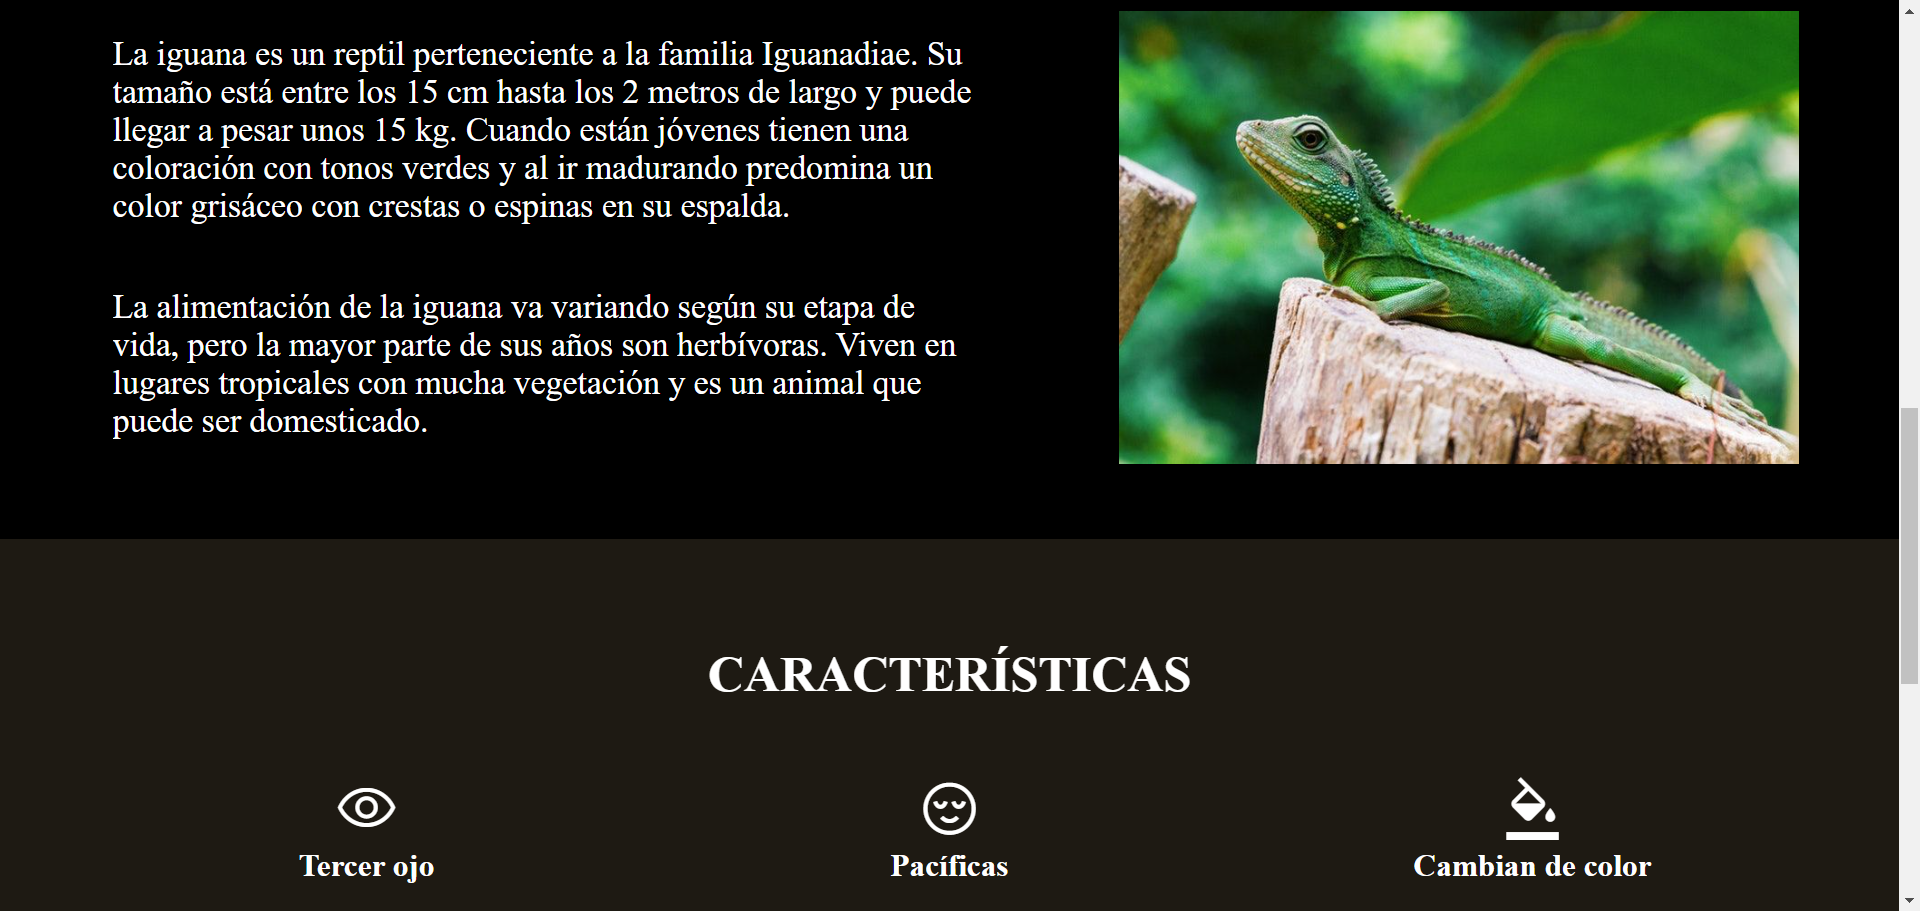 La iguana es un reptil perteneciente a la familia Iguanadiae. Su
tamaño está entre los 15 cm hasta los 2 metros de largo y puede
llegar a pesar unos 15 kg. Cuando están jóvenes tienen una
coloración con tonos verdes y al ir madurando predomina un
color grisáceo con crestas o espinas en su espalda.
La alimentación de la iguana va variando según su etapa de
vida, pero la mayor parte de sus años son herbívoras. Viven en
lugares tropicales con mucha vegetación y es un animal que
puede ser domesticado.
CARACTERÍSTICAS
Tercer ojo
Pacíficas
Cambian de color